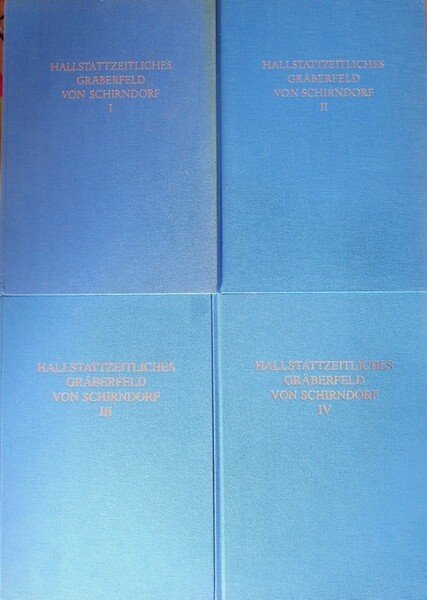 HALLSTATTZEITLICHES
GRÄBERFELD
VON SCHIRNDORF
I
HALLSTATTZEITLICHES
GRÄBERFELD
VON SCHIRNDORF
II
HALLSTATTZEITLICHES
GRÄBERFELD
VON SCHIRNDORF
III
HALLSTATTZEITLICHES
GRÄBERFELD
VON SCHIRNDORF
IV